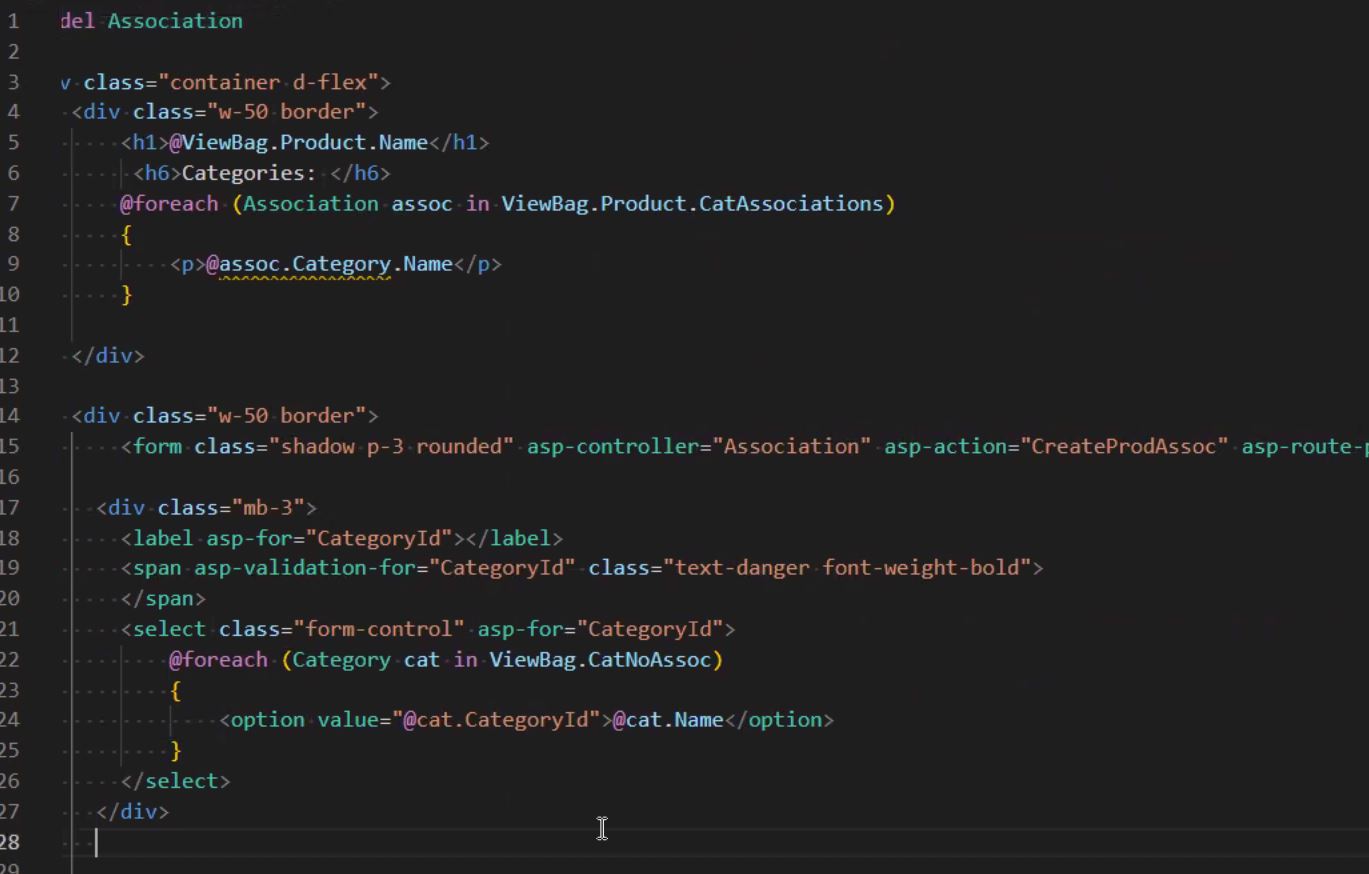 1 del Association
2
3 v class="container d-flex">
4 <div class="w-50 border">
5 <h1>@ViewBag.Product.Name</h1>
6 <h6>Categories: </h6>
7 @foreach (Association assoc in ViewBag.Product.CatAssociations)
8 {
9 <p>@assoc.Category.Name</p>
10 }
11
12 </div>
13
14 <div class="w-50 border">
15 <form class="shadow p-3 rounded" asp-controller="Association" asp-action="CreateProdAssoc" asp-route-p
16
17 <div class="mb-3">
18 <label asp-for="CategoryId"></label>
19 <span asp-validation-for="CategoryId" class="text-danger font-weight-bold">
20 </span>
21 <select class="form-control" asp-for="CategoryId">
22 @foreach (Category cat in ViewBag.CatNoAssoc)
23 {
24 <option value="@cat.CategoryId">@cat.Name</option>
25 }
26 </select>
27 </div>
28
29